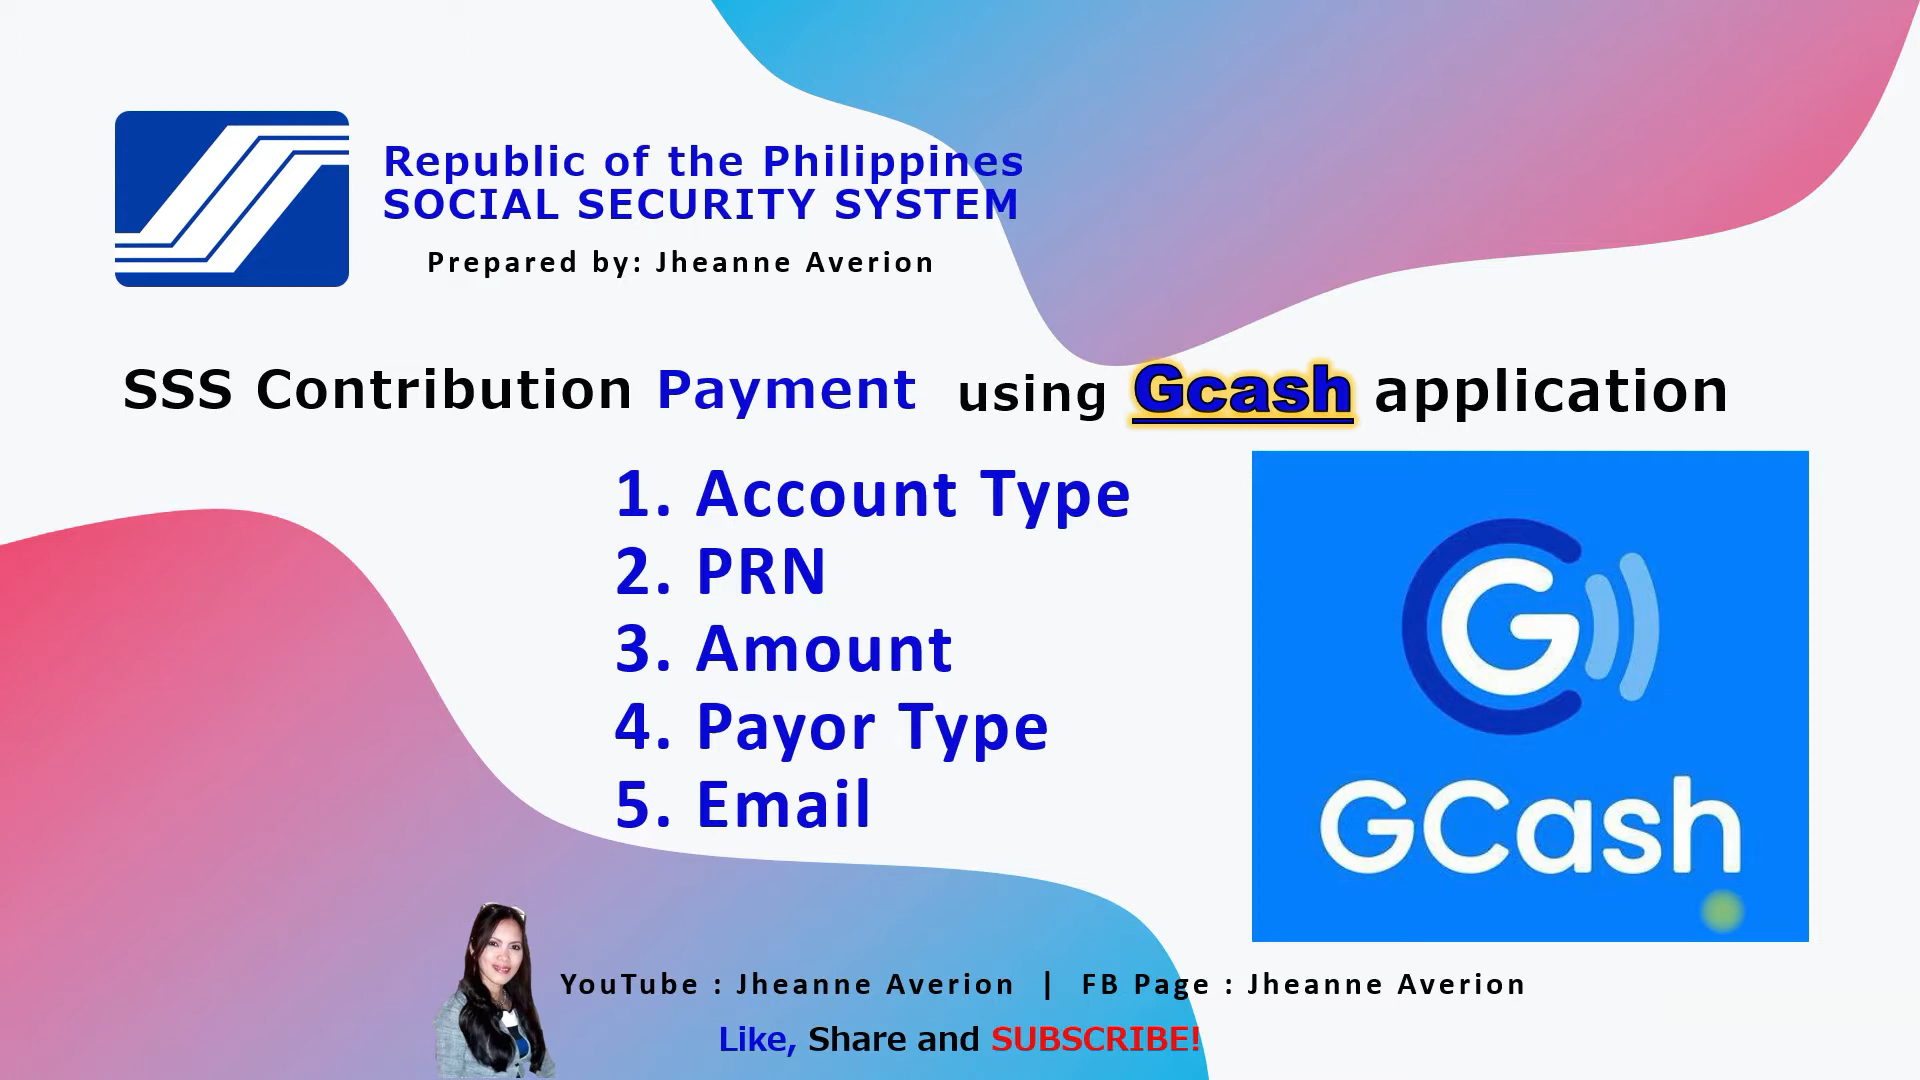 Republic of the Philippines
SOCIAL SECURITY SYSTEM
Prepared by: Jheanne Averion
SSS Contribution Payment using Gcash application
1. Account Type
2. PRN
3. Amount
4. Payor Type
5. Email
GCash
YouTube : Jheanne Averion | FB Page : Jheanne Averion
Like, Share and SUBSCRIBE!